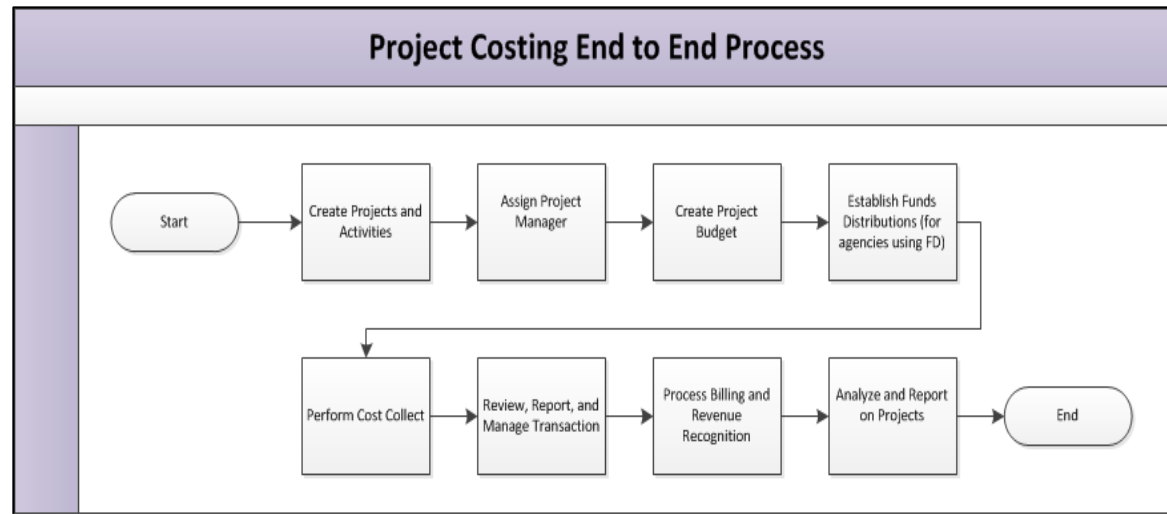 Project Costing End to End Process
Start
Create Projects and
Activities
Assign Project
Manager
Create Project
Budget
Establish Funds
Distributions (for
agencies using FD)
Perform Cost Collect
Review, Report, and
Manage Transaction
Process Billing and
Revenue
Recognition
Analyze and Report
on Projects
End